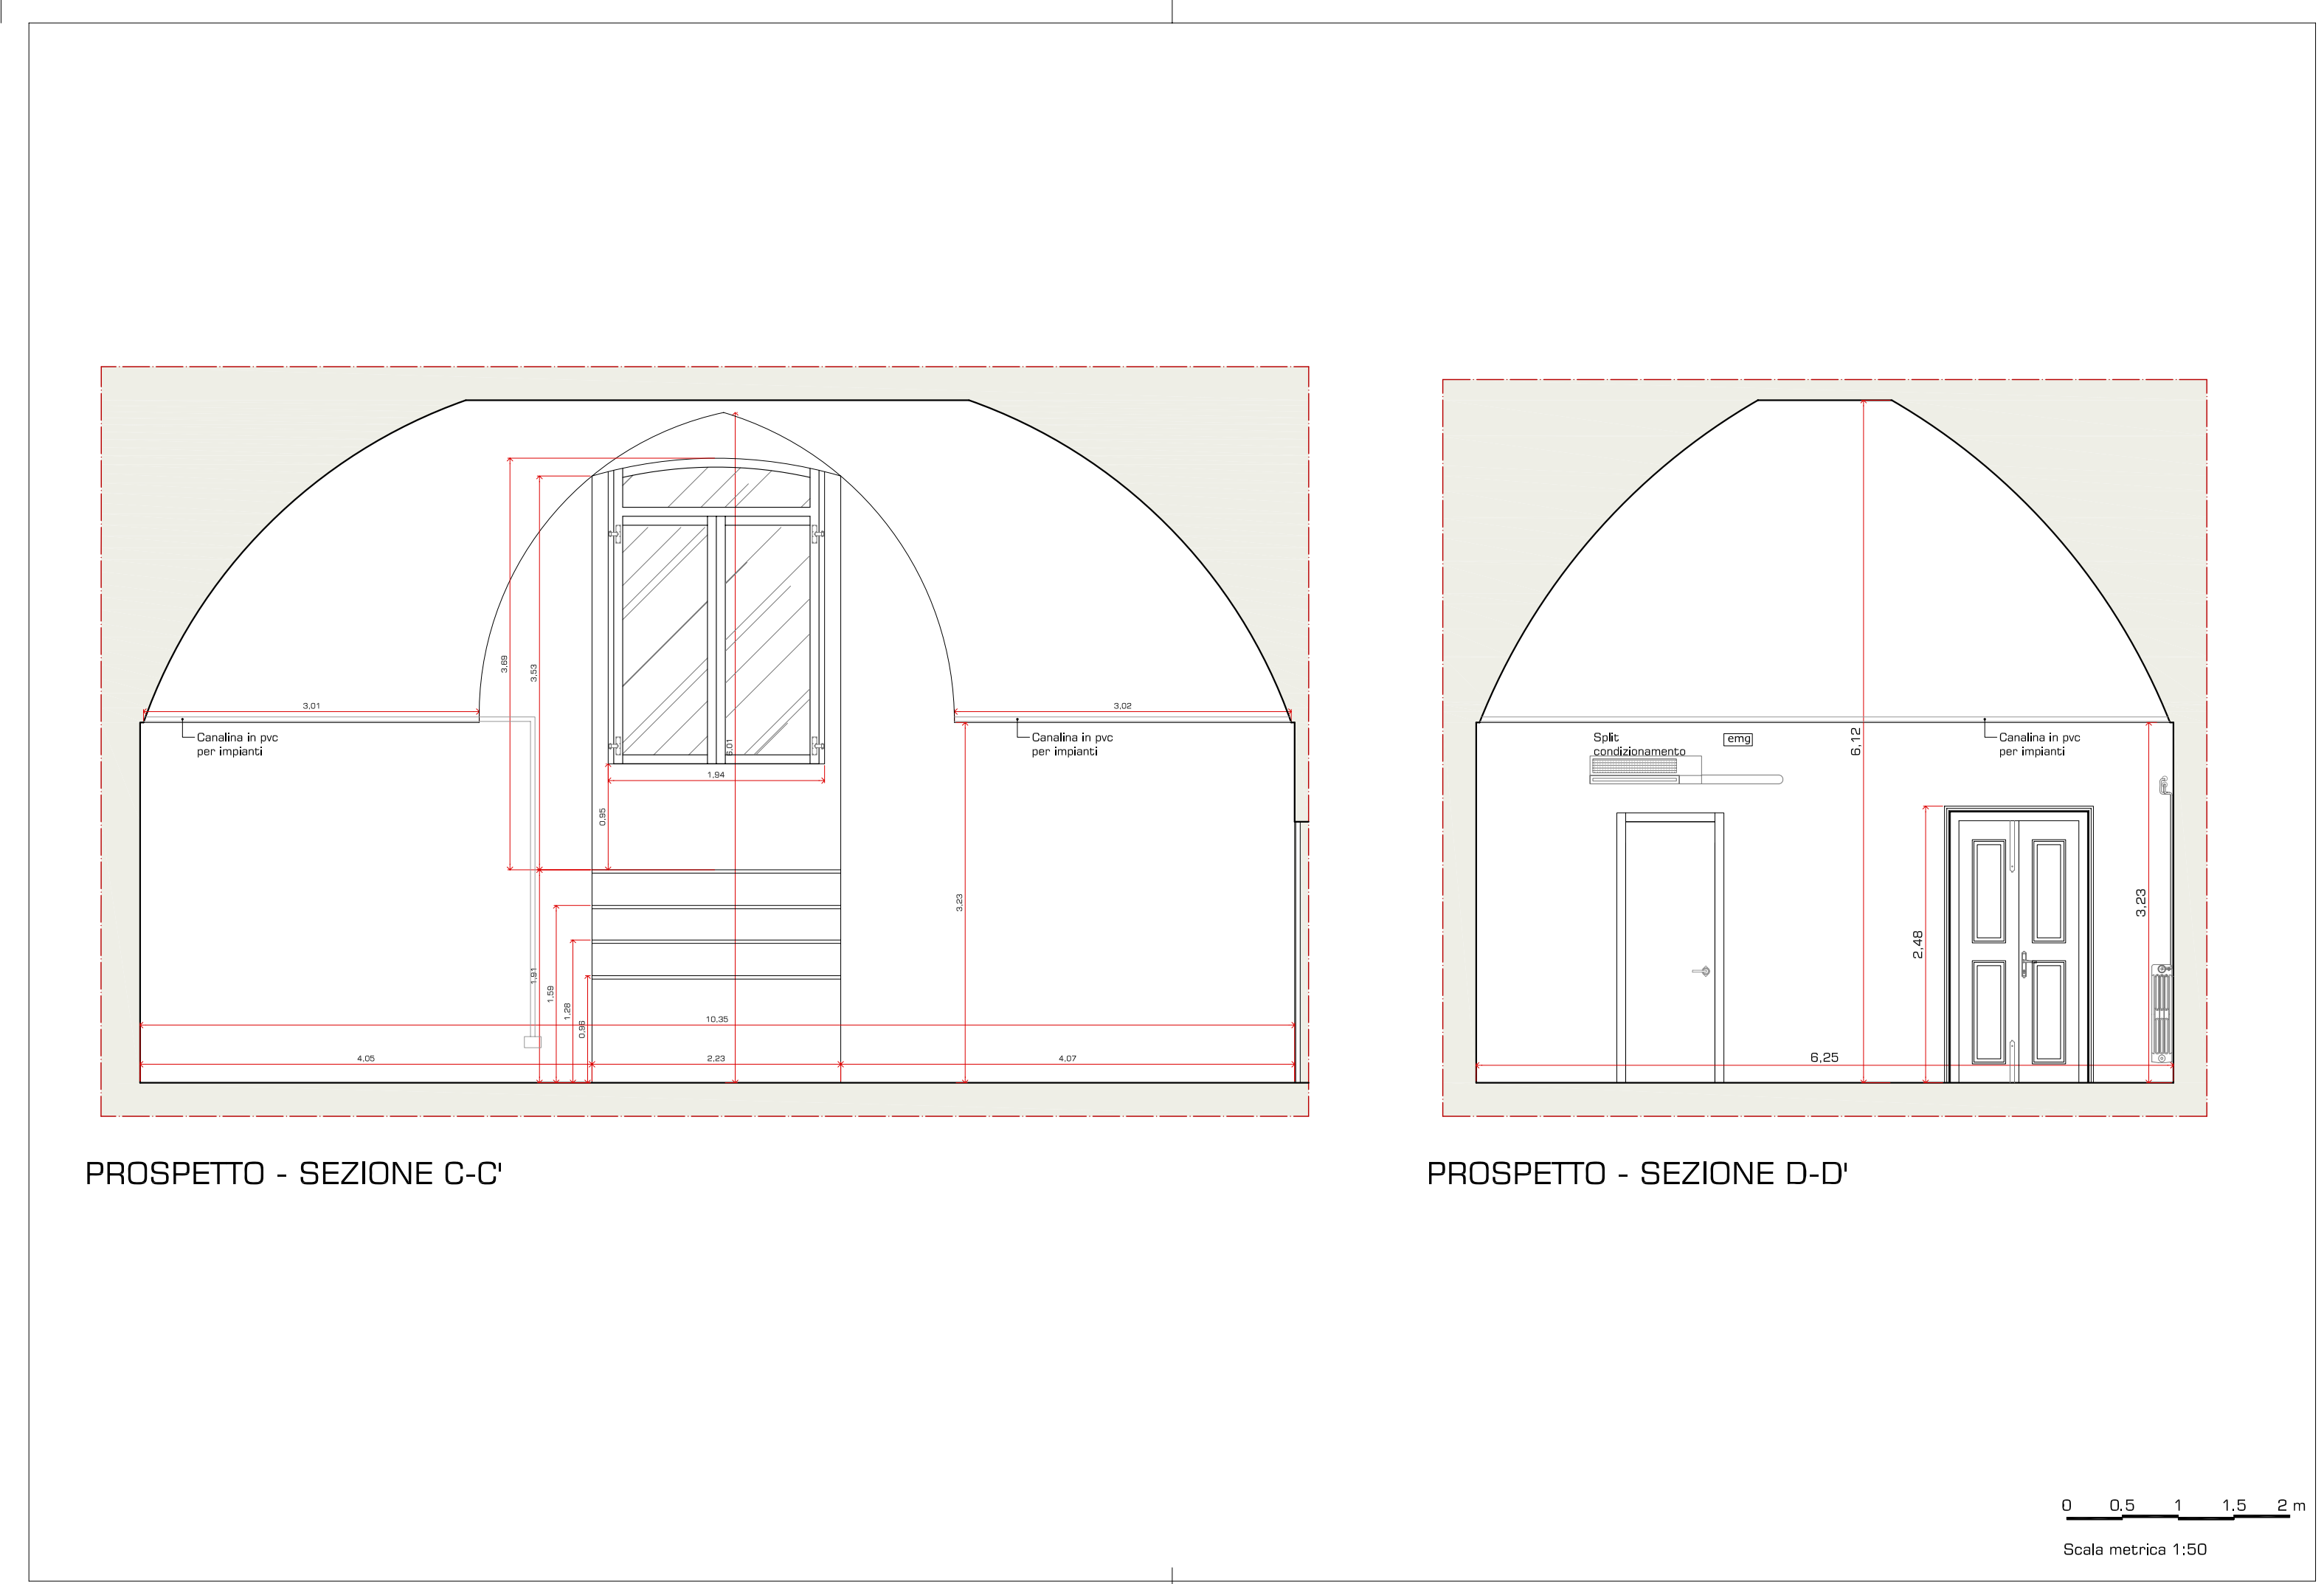 3,69
3,53
3,01
3,02
Canalina in pvc
per impianti
6,01
1,94
Canalina in pvc
per impianti
0,95
3,23
1,91
1,59
1,28
0,96
10,35
4,05
2,23
4,07
PROSPETTO - SEZIONE C-C'
Split
condizionamento
emg
6,12
Canalina in pvc
per impianti
3,23
2,48
6,25
PROSPETTO - SEZIONE D-D'
0 0.5 1 1.5 2 m
Scala metrica 1:50